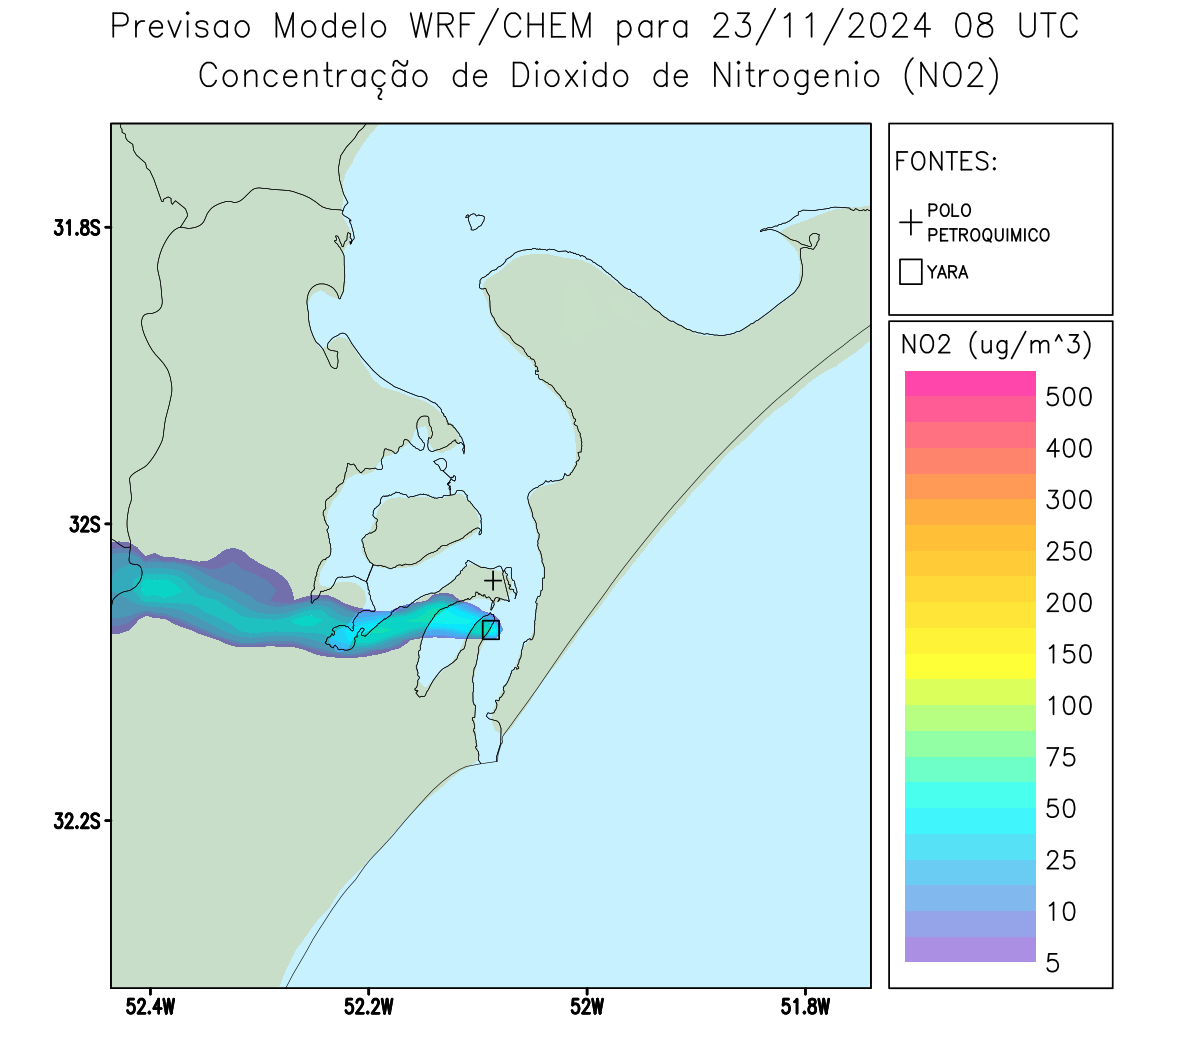 Previsao Modelo WRF/CHEM para 23/11/2024 08 UTC
Concentração de Dioxido de Nitrogenio (NO2)
FONTES:
POLO
PETROQUIMICO
YARA
31.8S
32S
32.2S
52.4W
52.2W
52W
51.8W
NO2 (ug/m^3)
500
400
300
250
200
150
100
75
50
25
10
5